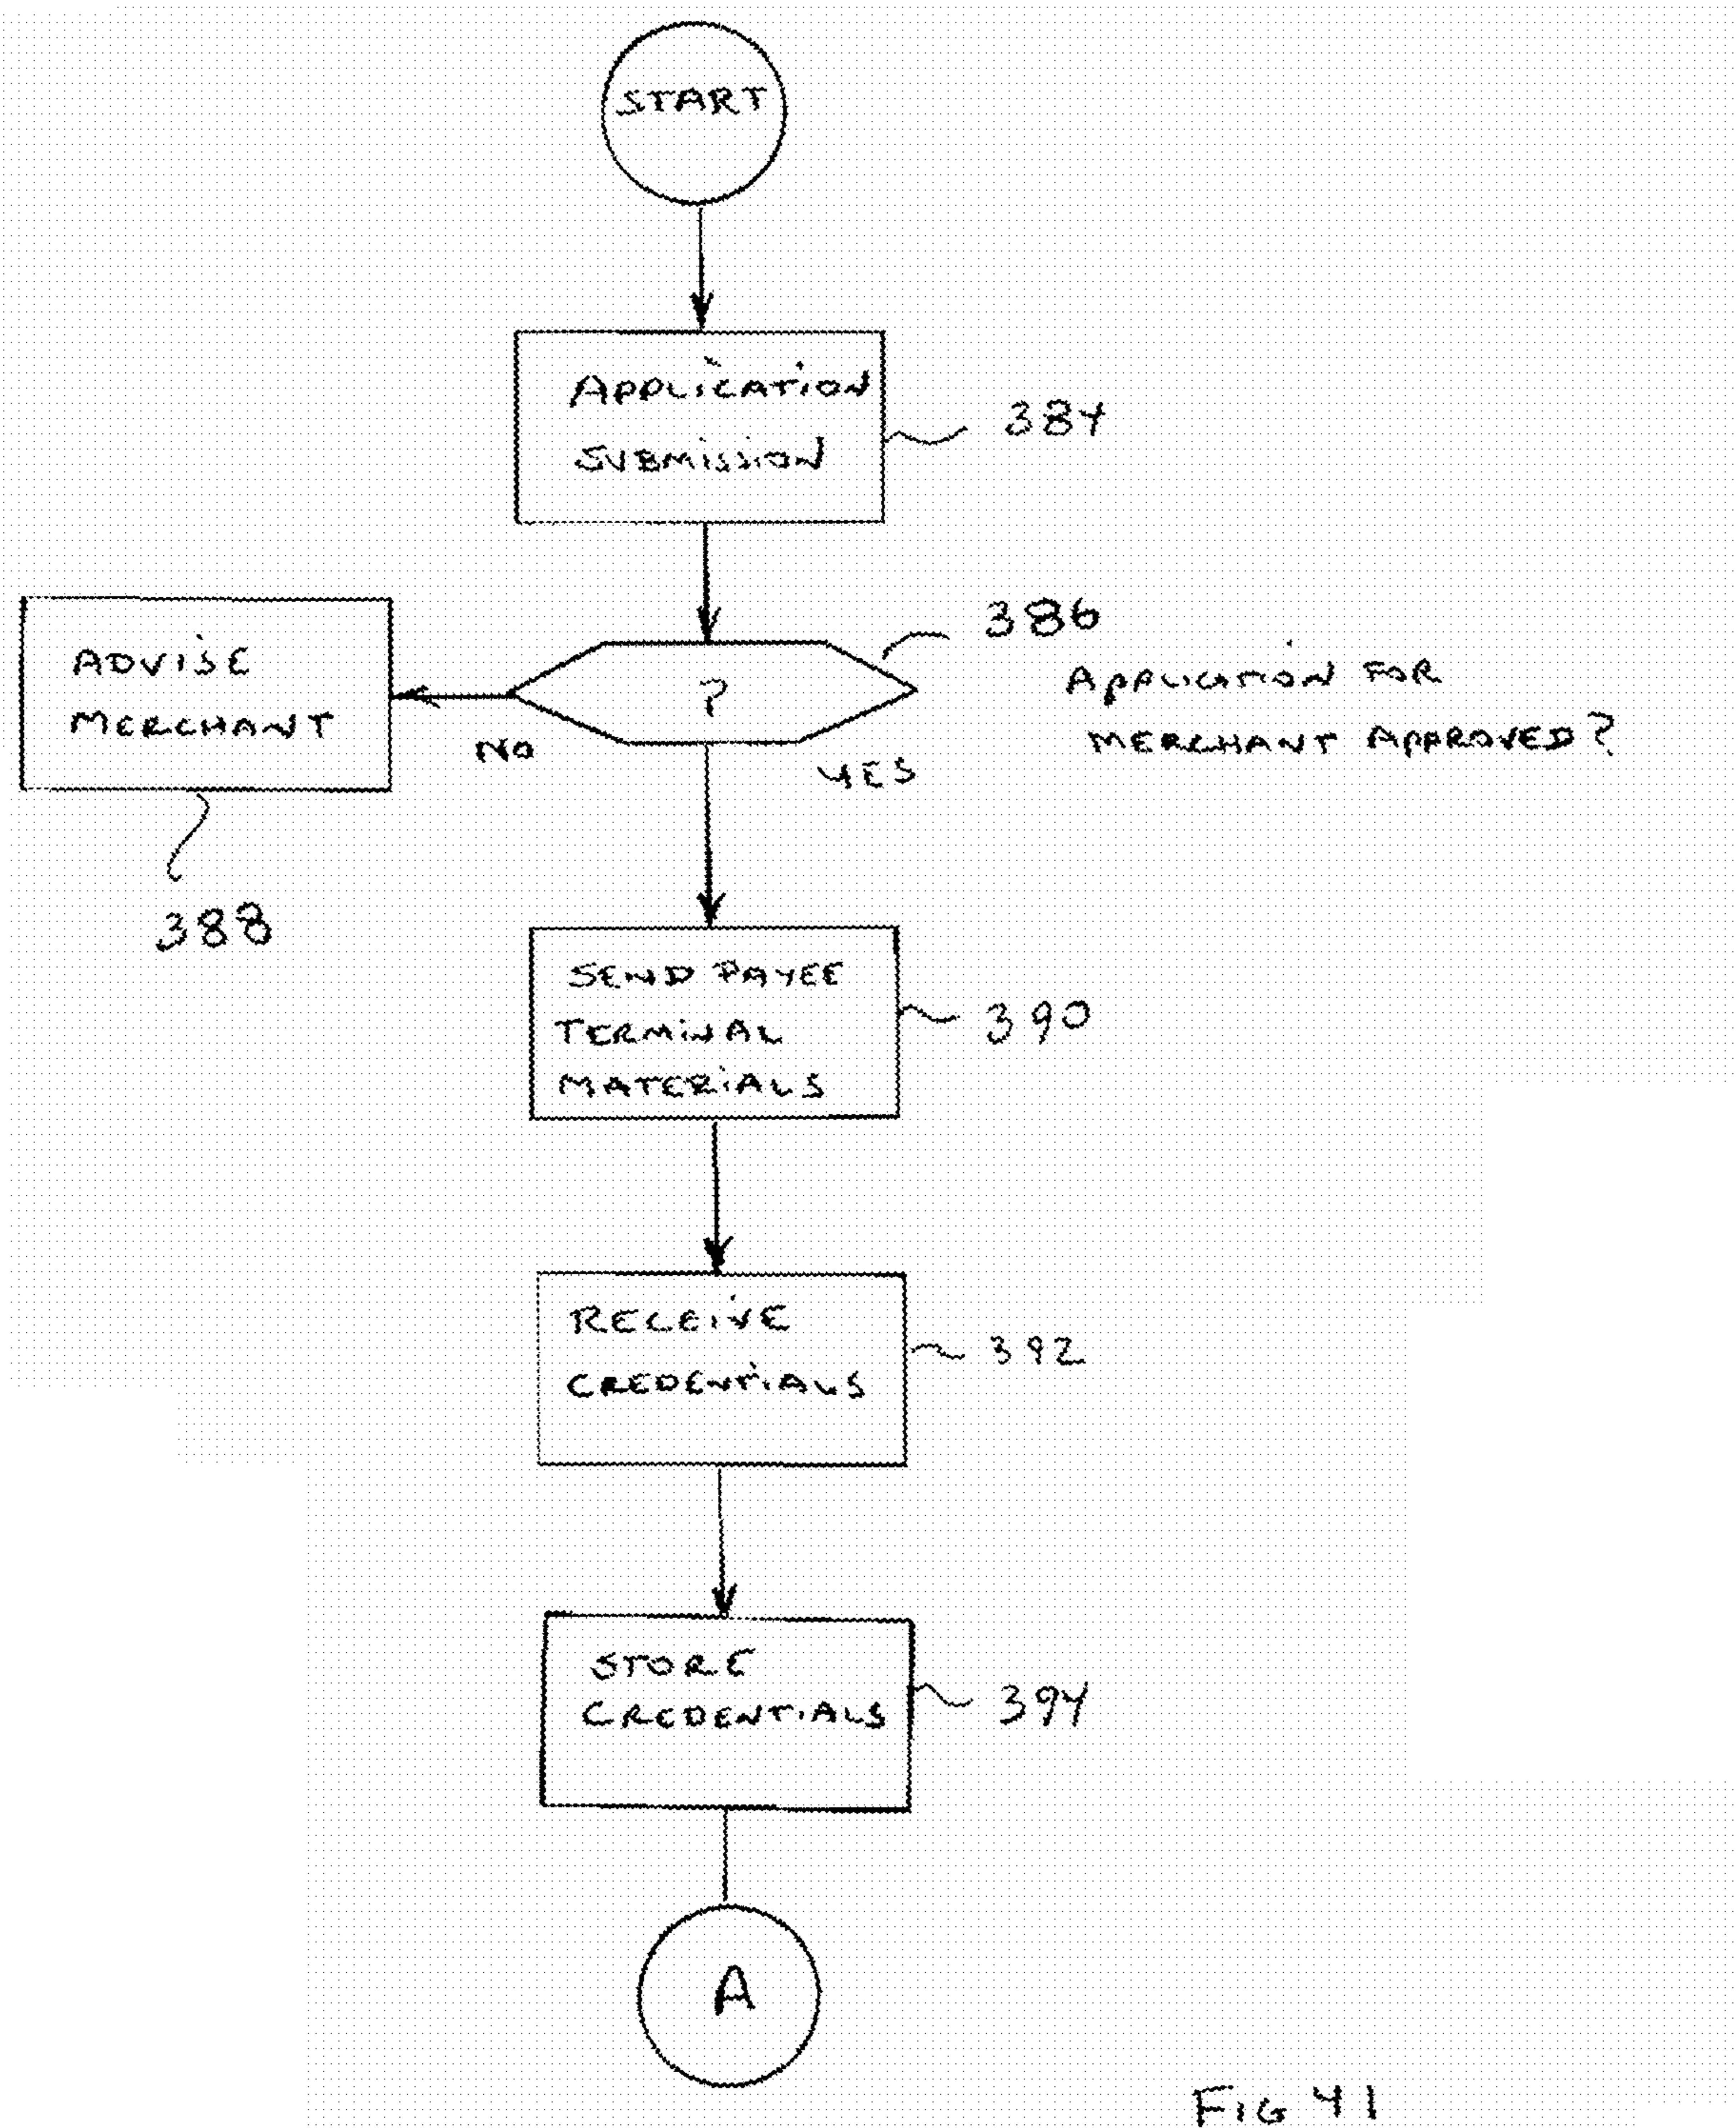 START
APPLICATION
SUBMISSION
384
386
APPLICATION FOR
MERCHANT APPROVED?
?
ADVISE
MERCHANT
NO
YES
388
SEND PAYEE
TERMINAL
MATERIALS
390
RECEIVE
CREDENTIALS
392
STORE
CREDENTIALS
394
A
FIG 41